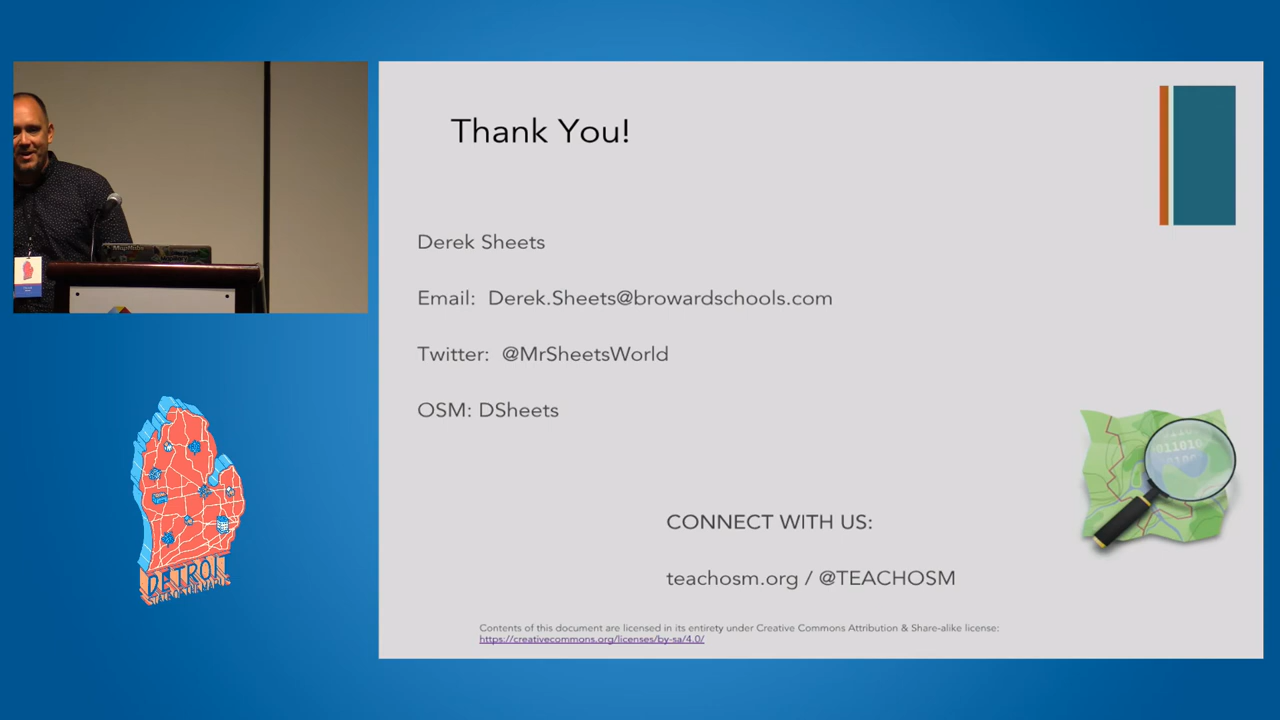 Thank You!
Derek Sheets
Email: Derek.Sheets@browardschools.com
Twitter: @MrSheetsWorld
OSM: DSheets
CONNECT WITH US:
teachosm.org / @TEACHOSM
Contents of this document are licensed in its entirety under Creative Commons Attribution & Share-alike license:
https://creativecommons.org/licenses/by-sa/4.0/
DETROIT